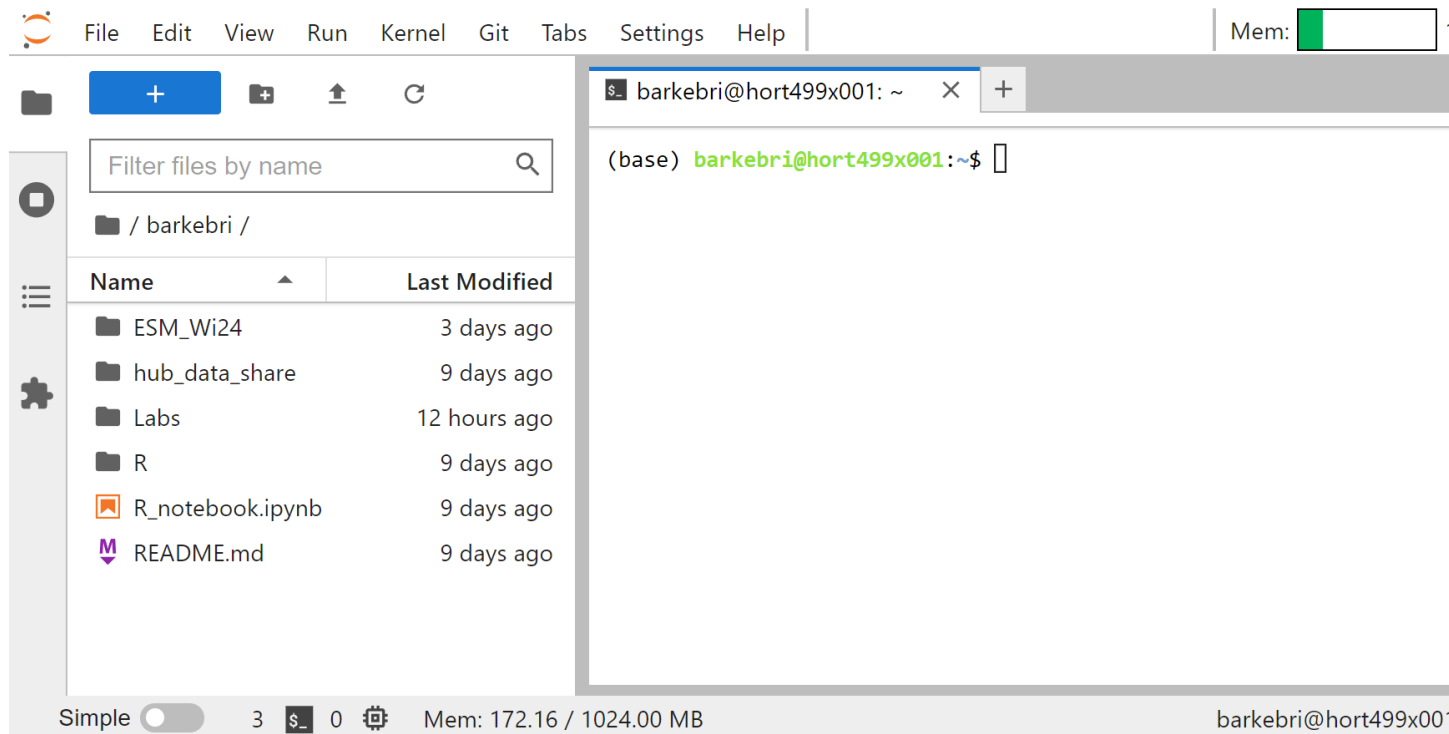 File Edit View Run Kernel Git Tabs Settings Help Mem:
+
Filter files by name
/ barkebri /
Name Last Modified
ESM_Wi24 3 days ago
hub_data_share 9 days ago
Labs 12 hours ago
R 9 days ago
R_notebook.ipynb 9 days ago
M README.md 9 days ago
$_ barkebri@hort499x001: ~ +
(base) barkebri@hort499x001:~$
Simple 3 $_ 0 Mem: 172.16 / 1024.00 MB barkebri@hort499x001